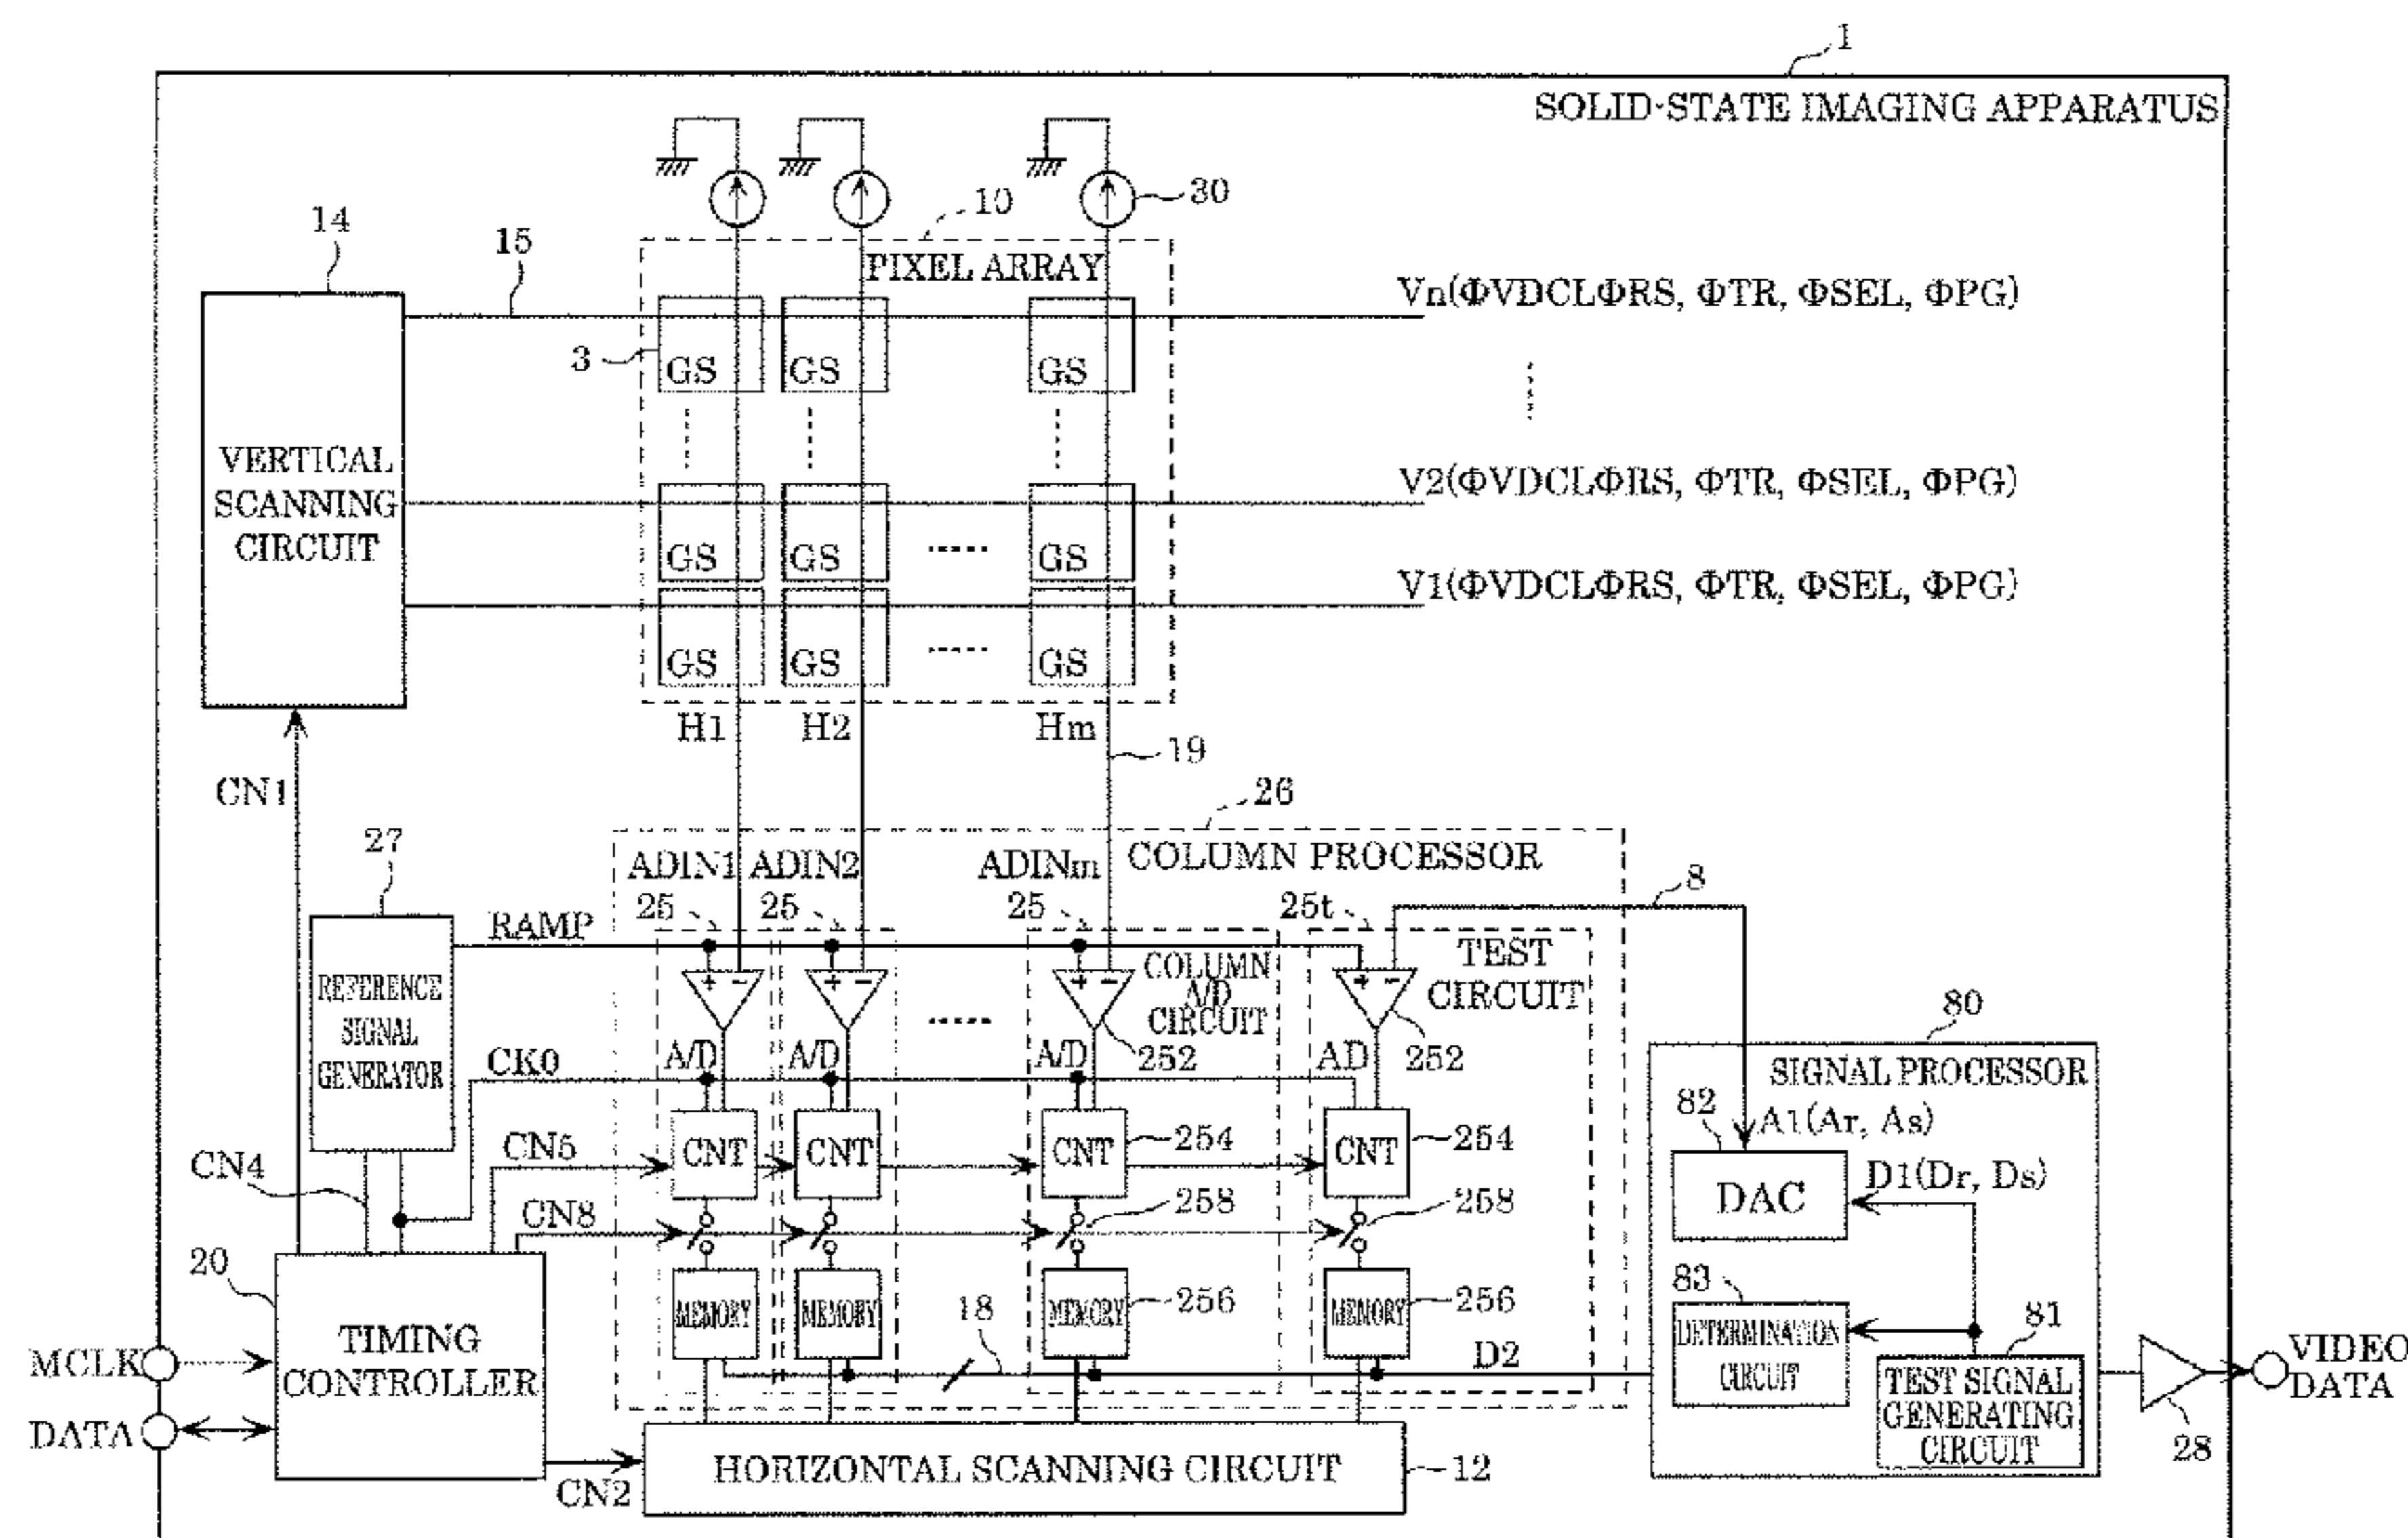 1
SOLID-STATE IMAGING APPARATUS
30
10
14
15
PIXEL ARRAY
Vn(ΦVDCLΦRS, ΦTR, ΦSEL, ΦPG)
3
GS GS GS
VERTICAL
SCANNING
CIRCUIT
V2(ΦVDCLΦRS, ΦTR, ΦSEL, ΦPG)
GS GS GS
V1(ΦVDCLΦRS, ΦTR, ΦSEL, ΦPG)
GS GS GS
H1 H2 Hm
19
CN1
26
27
ADIN1 ADIN2 ADINm COLUMN PROCESSOR
8
25 25 25 25t
RAMP
REFERENCE
SIGNAL
GENERATOR
+ − + − + − + −
COLUMN
A/D
CIRCUIT
TEST
CIRCUIT
80
CK0
A/D A/D A/D 252 AD 252
SIGNAL PROCESSOR
82
A1(Ar, As)
CN5
CNT CNT CNT 254 CNT 254
CN4
DAC
D1(Dr, Ds)
CN8
258 258
20
83
MEMORY MEMORY MEMORY 256 MEMORY 256
81
18
D2
DETERMINATION
CIRCUIT
TIMING
CONTROLLER
MCLK
DATA
TEST SIGNAL
GENERATING
CIRCUIT
28
VIDEO
DATA
CN2
HORIZONTAL SCANNING CIRCUIT
12